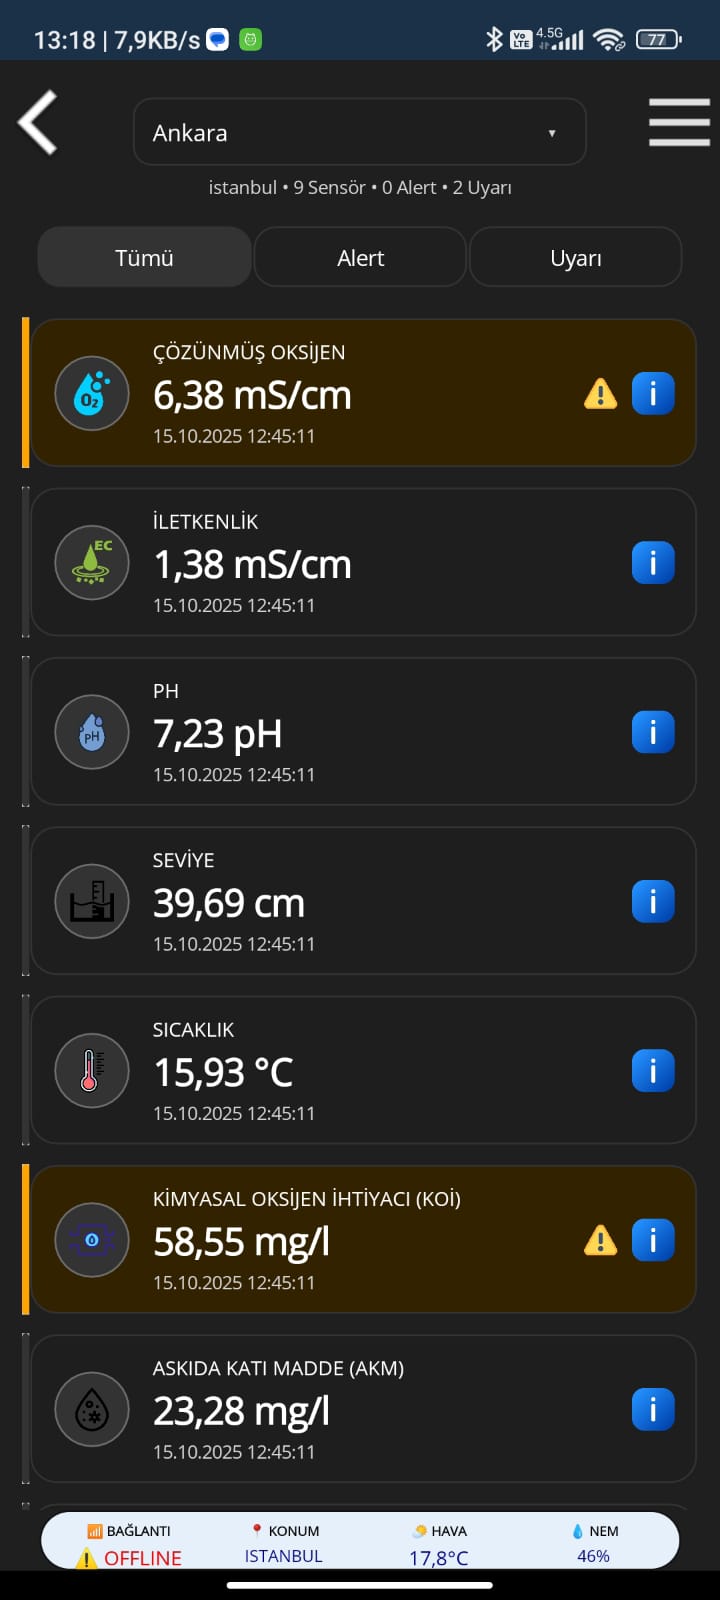 13:18 | 7,9KB/s Vo LTE 4.5G 77
Ankara
istanbul • 9 Sensör • 0 Alert • 2 Uyarı
Tümü Alert Uyarı
ÇÖZÜNMÜŞ OKSİJEN
O2 6,38 mS/cm
15.10.2025 12:45:11
İLETKENLİK
EC 1,38 mS/cm
15.10.2025 12:45:11
PH
pH 7,23 pH
15.10.2025 12:45:11
SEVİYE
39,69 cm
15.10.2025 12:45:11
SICAKLIK
15,93 °C
15.10.2025 12:45:11
KİMYASAL OKSİJEN İHTİYACI (KOİ)
58,55 mg/l
15.10.2025 12:45:11
ASKIDA KATI MADDE (AKM)
23,28 mg/l
15.10.2025 12:45:11
BAĞLANTI KONUM HAVA NEM
OFFLINE ISTANBUL 17,8°C 46%